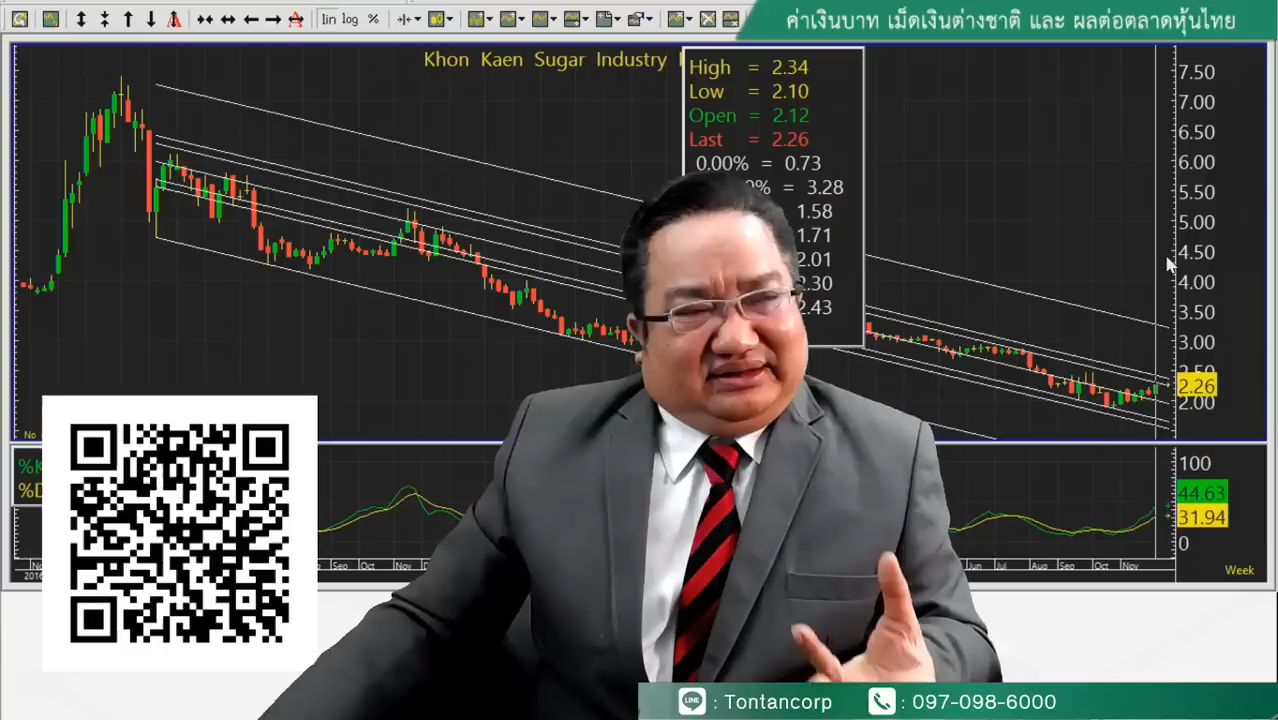 lin log %
ค่าเงินบาท เม็ดเงินต่างชาติ และ ผลต่อตลาดหุ้นไทย
Khon Kaen Sugar Industry
High = 2.34
Low = 2.10
Open = 2.12
Last = 2.26
0.00% = 0.73
0% = 3.28
1.58
1.71
2.01
2.30
2.43
7.50
7.00
6.50
6.00
5.50
5.00
4.50
4.00
3.50
3.00
2.50
2.26
2.00
No
%K
%D
100
44.63
31.94
0
Sep Oct Nov
Jun Jul Aug Sep Oct Nov
2016
Week
LINE : Tontancorp
: 097-098-6000